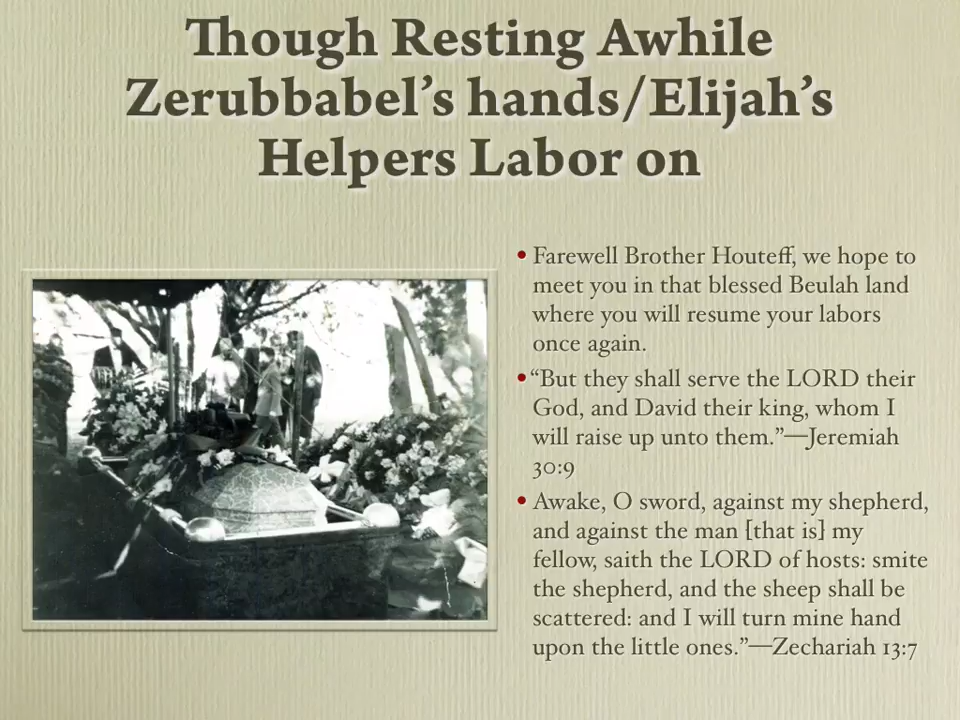 Though Resting Awhile
Zerubbabel’s hands/Elijah’s
Helpers Labor on
• Farewell Brother Houteff, we hope to
meet you in that blessed Beulah land
where you will resume your labors
once again.
• “But they shall serve the LORD their
God, and David their king, whom I
will raise up unto them.”—Jeremiah
30:9
• Awake, O sword, against my shepherd,
and against the man [that is] my
fellow, saith the LORD of hosts: smite
the shepherd, and the sheep shall be
scattered: and I will turn mine hand
upon the little ones.”—Zechariah 13:7